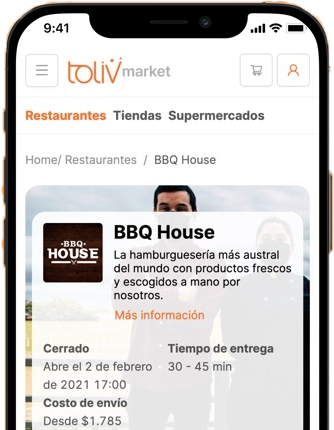 9:41
toliv market
Restaurantes Tiendas Supermercados
Home/ Restaurantes / BBQ House
·BBQ·
HOUSE
BBQ House
La hamburguesería más austral
del mundo con productos frescos
y escogidos a mano por
nosotros.
Más información
Cerrado
Abre el 2 de febrero
de 2021 17:00
Tiempo de entrega
30 - 45 min
Costo de envío
Desde $1.785